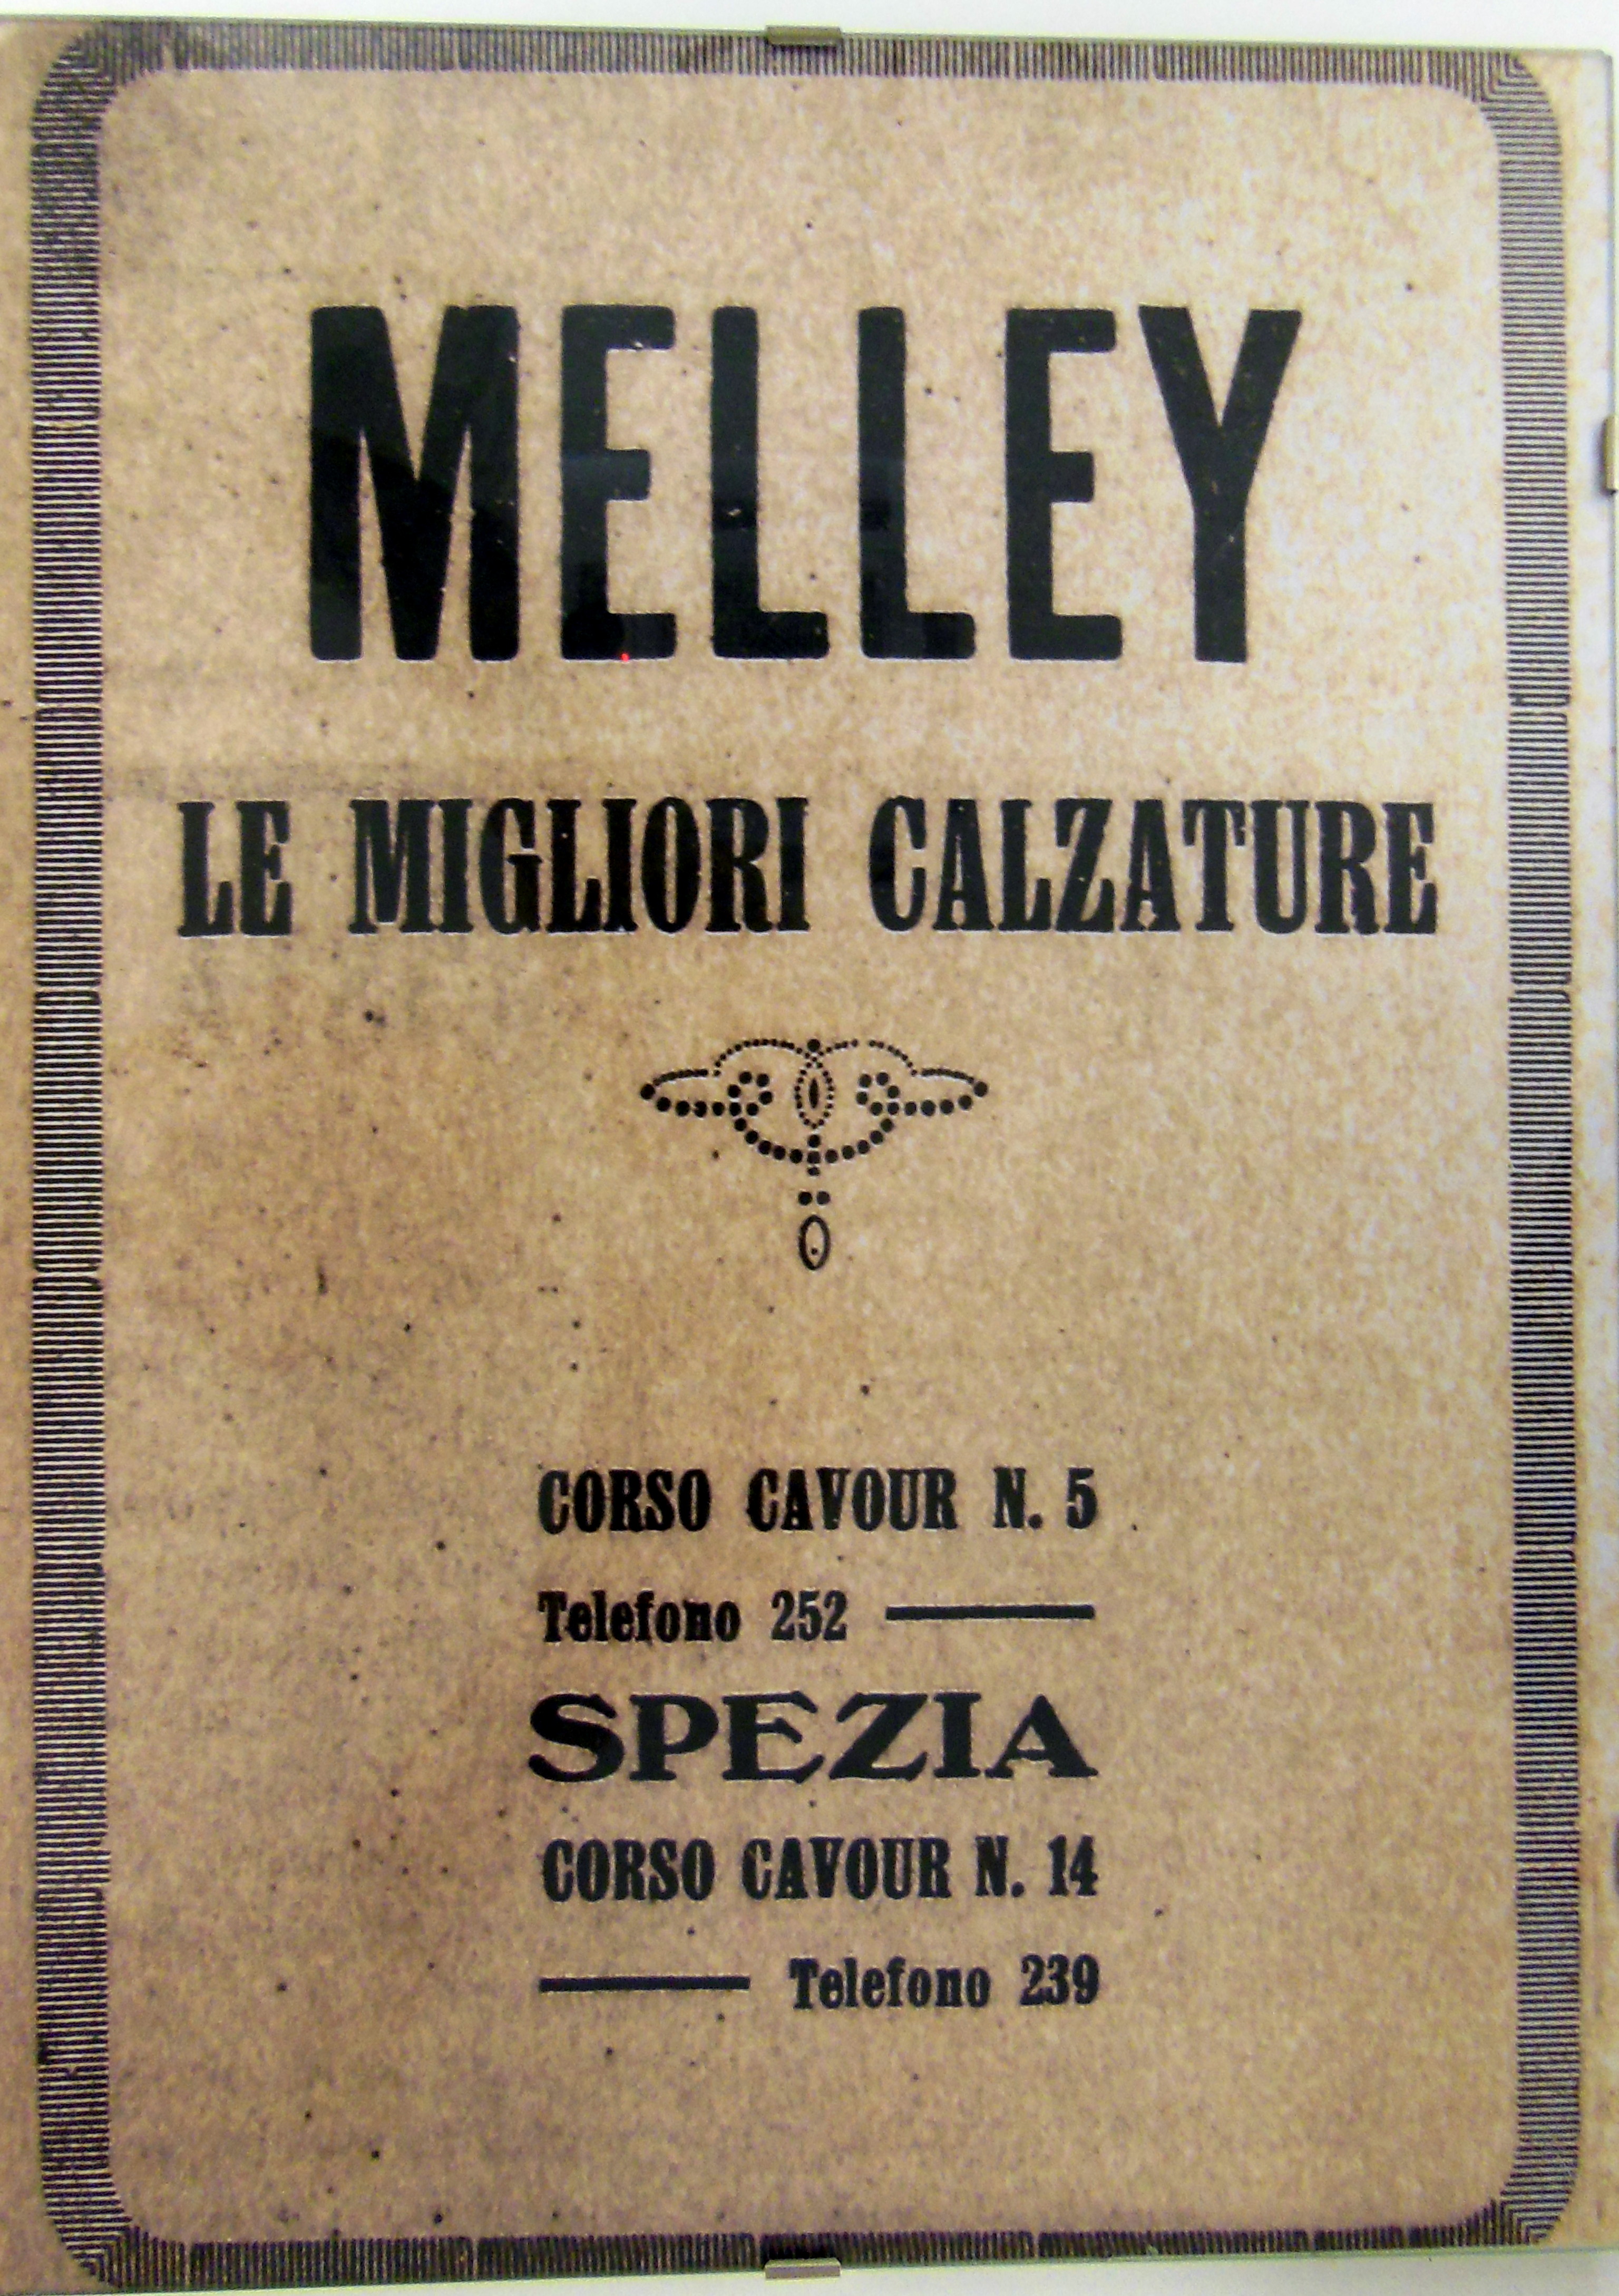 MELLEY
LE MIGLIORI CALZATURE
CORSO CAVOUR N. 5
Telefono 252
SPEZIA
CORSO CAVOUR N. 14
Telefono 239